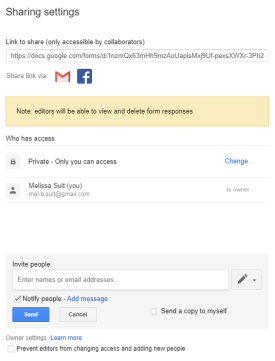 Sharing settings
Link to share (only accessible by collaborators)
https://docs.google.com/forms/d/1nzmQx63mHh9mzAoUapisMxj9Uf-pexsXWXr-3Ph2
Share link via:
Note: editors will be able to view and delete form responses
Who has access
Private - Only you can access Change...
Melissa Suit (you) Is owner
mel.b.suit@gmail.com
Invite people:
Enter names or email addresses...
Notify people - Add message
Send Cancel Send a copy to myself
Owner settings Learn more
Prevent editors from changing access and adding new people